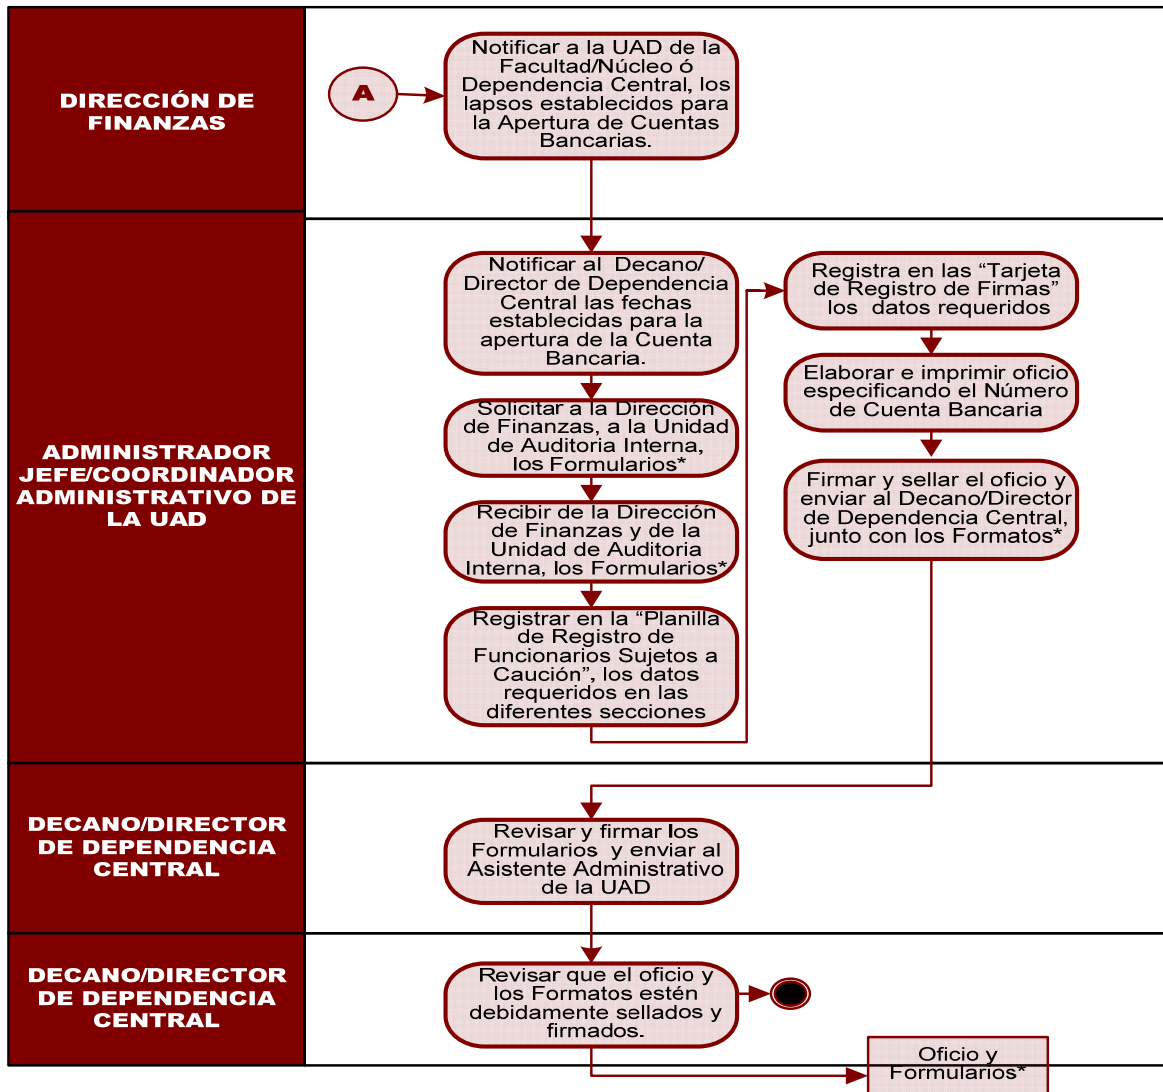 DIRECCIÓN DE
FINANZAS
A
Notificar a la UAD de la
Facultad/Núcleo ó
Dependencia Central, los
lapsos establecidos para
la Apertura de Cuentas
Bancarias.
ADMINISTRADOR
JEFE/COORDINADOR
ADMINISTRATIVO DE
LA UAD
Notificar al Decano/
Director de Dependencia
Central las fechas
establecidas para la
apertura de la Cuenta
Bancaria.
Solicitar a la Dirección
de Finanzas, a la Unidad
de Auditoria Interna,
los Formularios*
Recibir de la Dirección
de Finanzas y de la
Unidad de Auditoria
Interna, los Formularios*
Registrar en la “Planilla
de Registro de
Funcionarios Sujetos a
Caución”, los datos
requeridos en las
diferentes secciones
Registra en las “Tarjeta
de Registro de Firmas”
los datos requeridos
Elaborar e imprimir oficio
especificando el Número
de Cuenta Bancaria
Firmar y sellar el oficio y
enviar al Decano/Director
de Dependencia Central,
junto con los Formatos*
DECANO/DIRECTOR
DE DEPENDENCIA
CENTRAL
Revisar y firmar los
Formularios y enviar al
Asistente Administrativo
de la UAD
DECANO/DIRECTOR
DE DEPENDENCIA
CENTRAL
Revisar que el oficio y
los Formatos estén
debidamente sellados y
firmados.
Oficio y
Formularios*